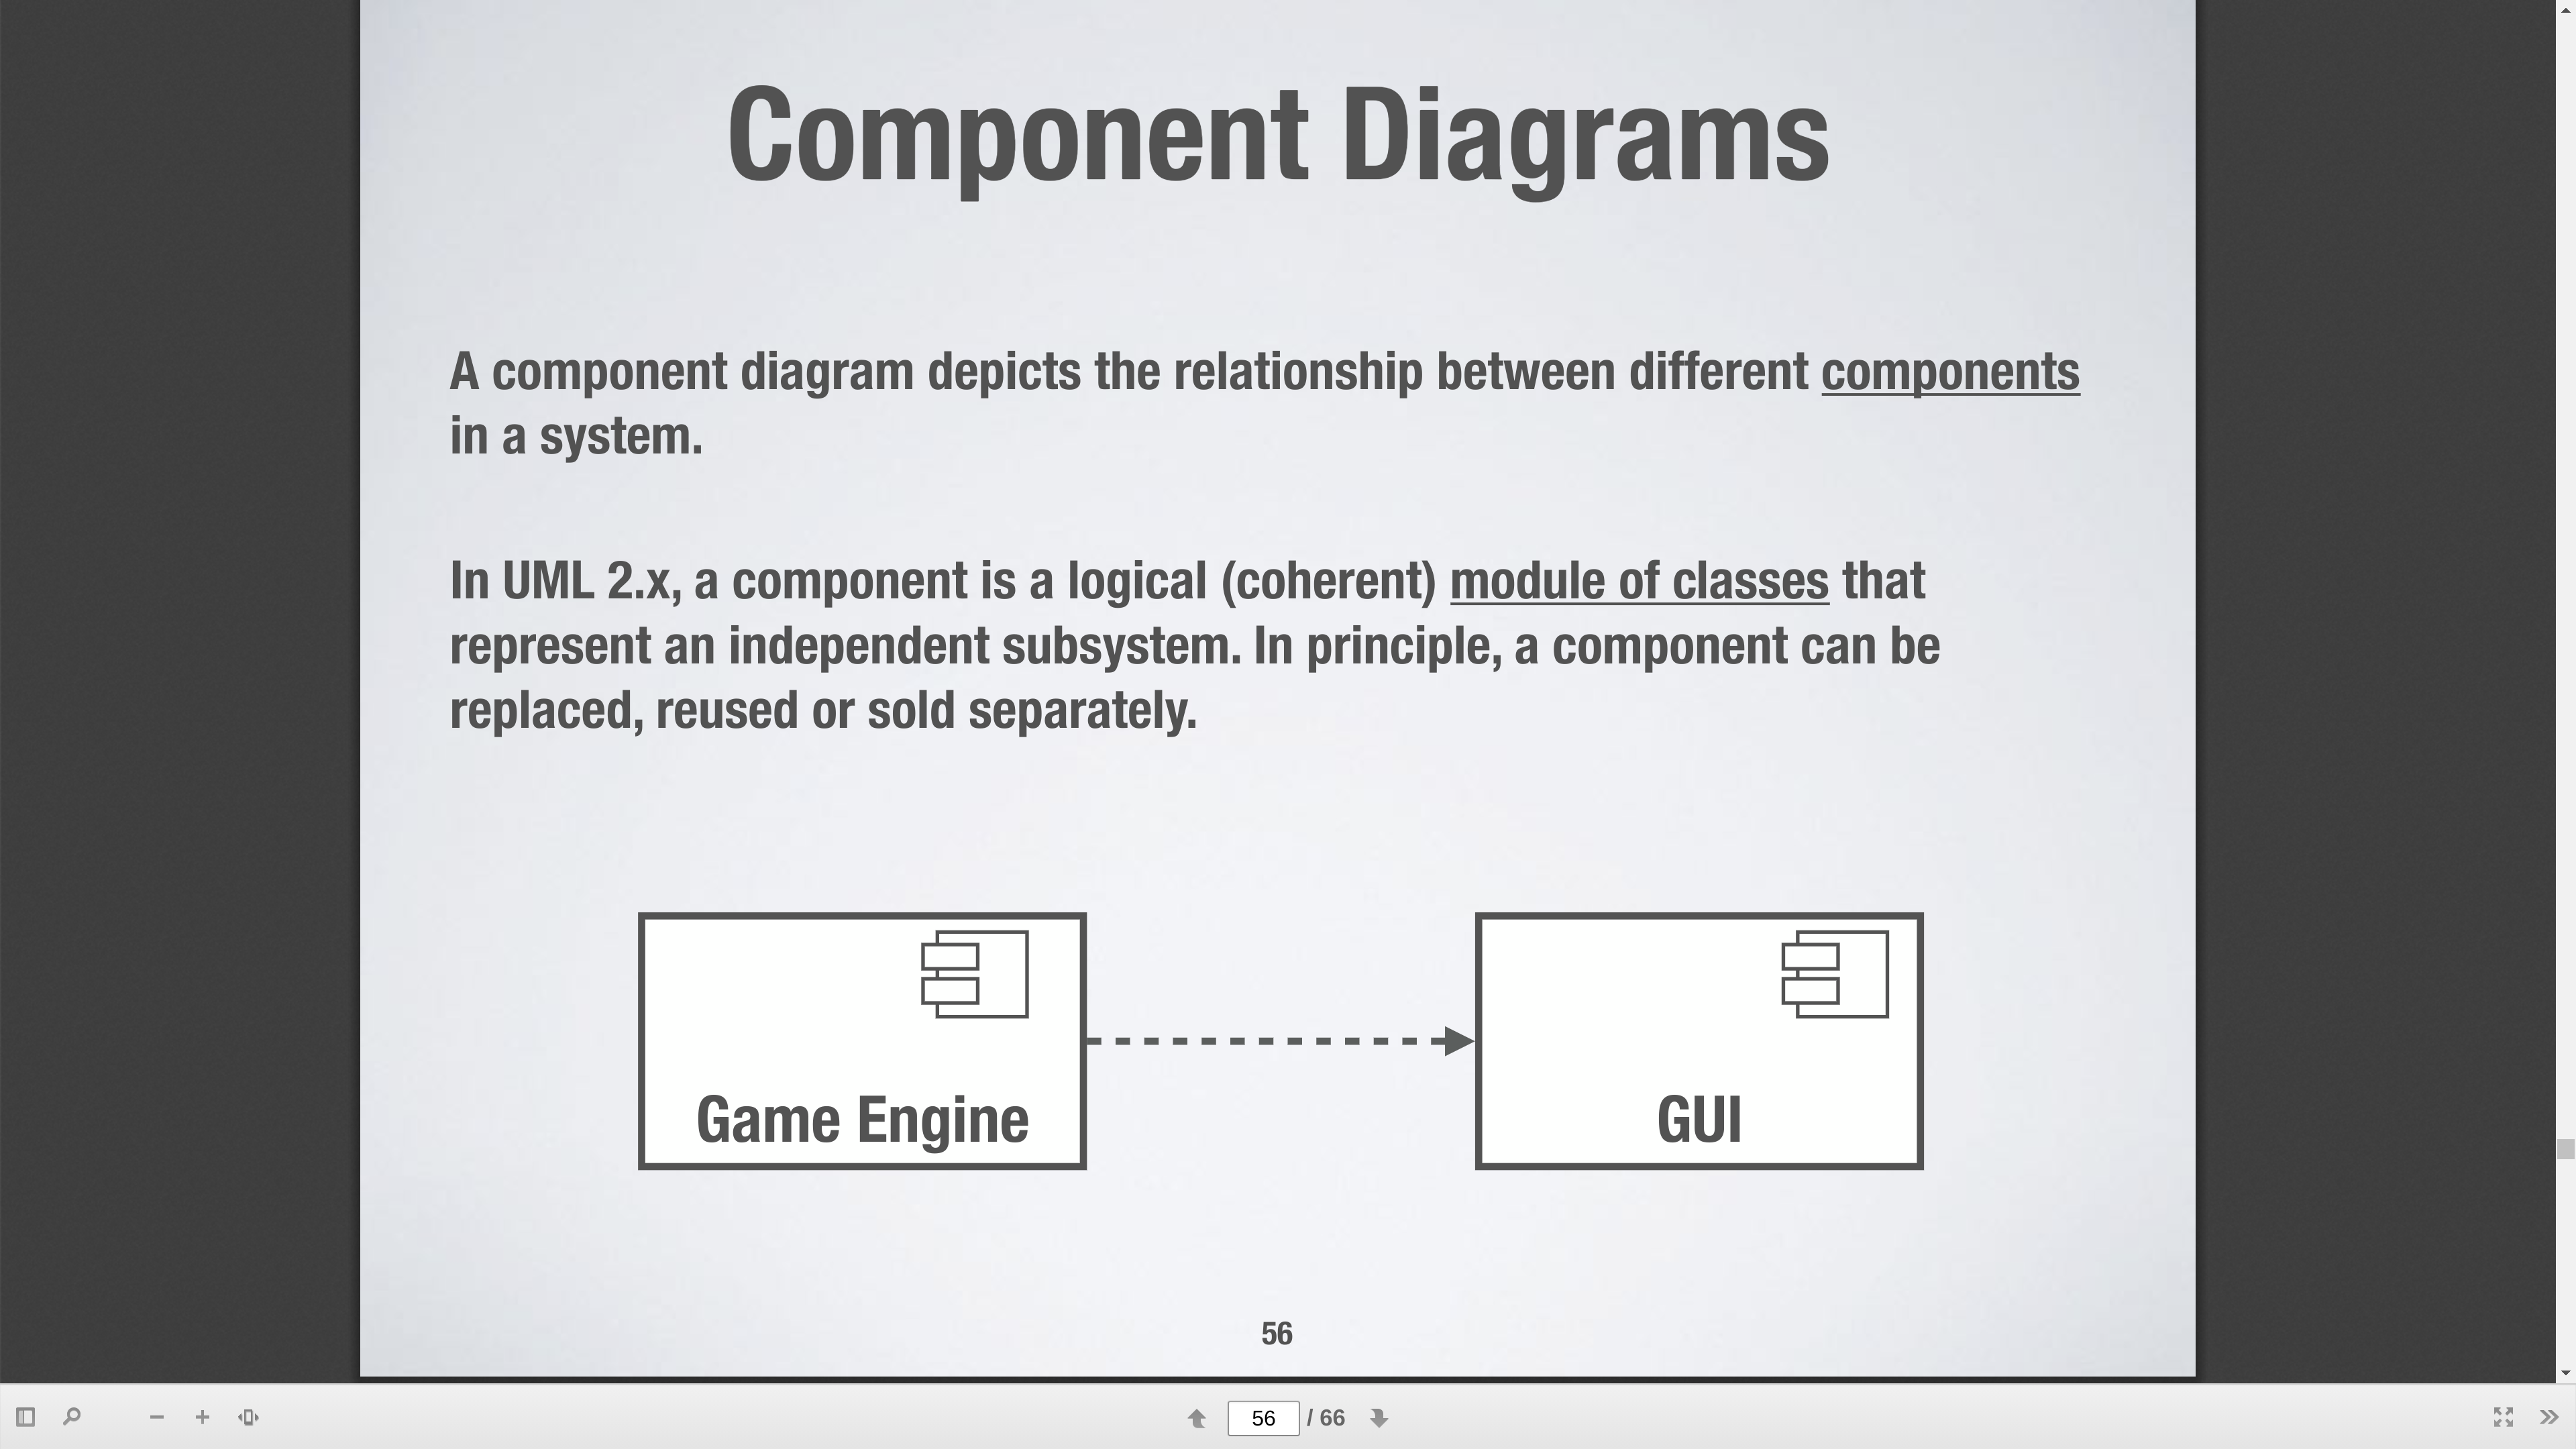 Component Diagrams
A component diagram depicts the relationship between different components
in a system.
In UML 2.x, a component is a logical (coherent) module of classes that
represent an independent subsystem. In principle, a component can be
replaced, reused or sold separately.
Game Engine
GUI
56
56 / 66